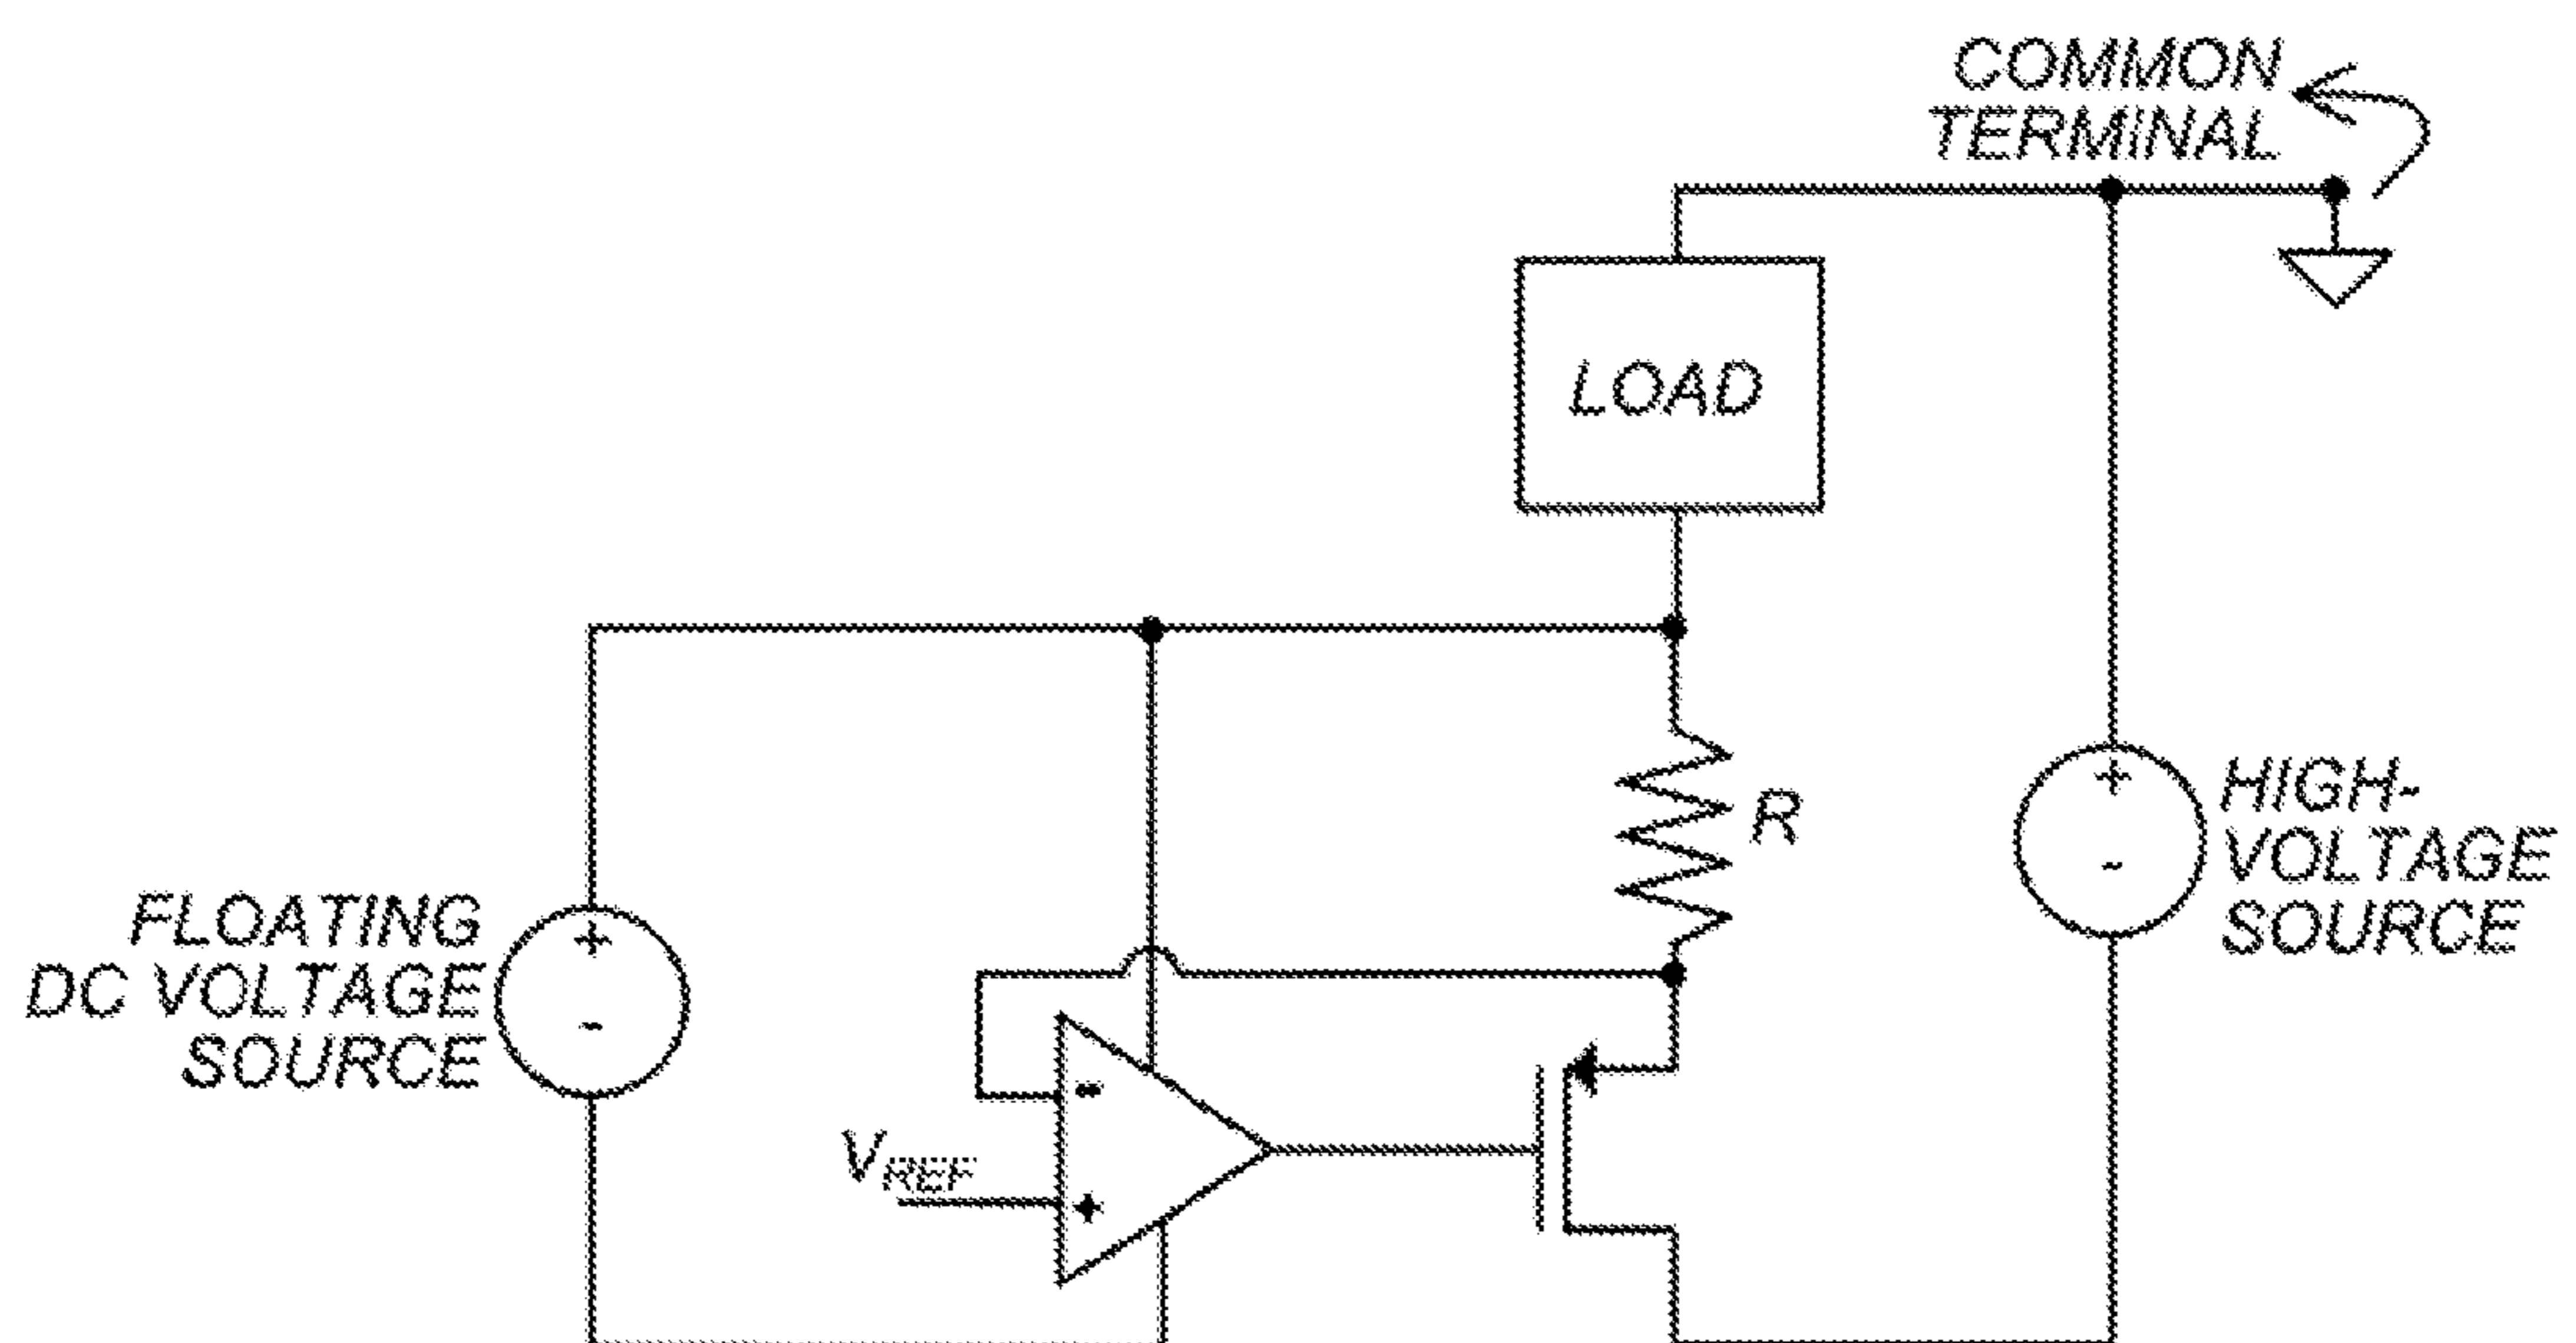 COMMON
TERMINAL
LOAD
R
+
-
HIGH-
VOLTAGE
SOURCE
FLOATING
DC VOLTAGE
SOURCE
+
-
-
VREF
+